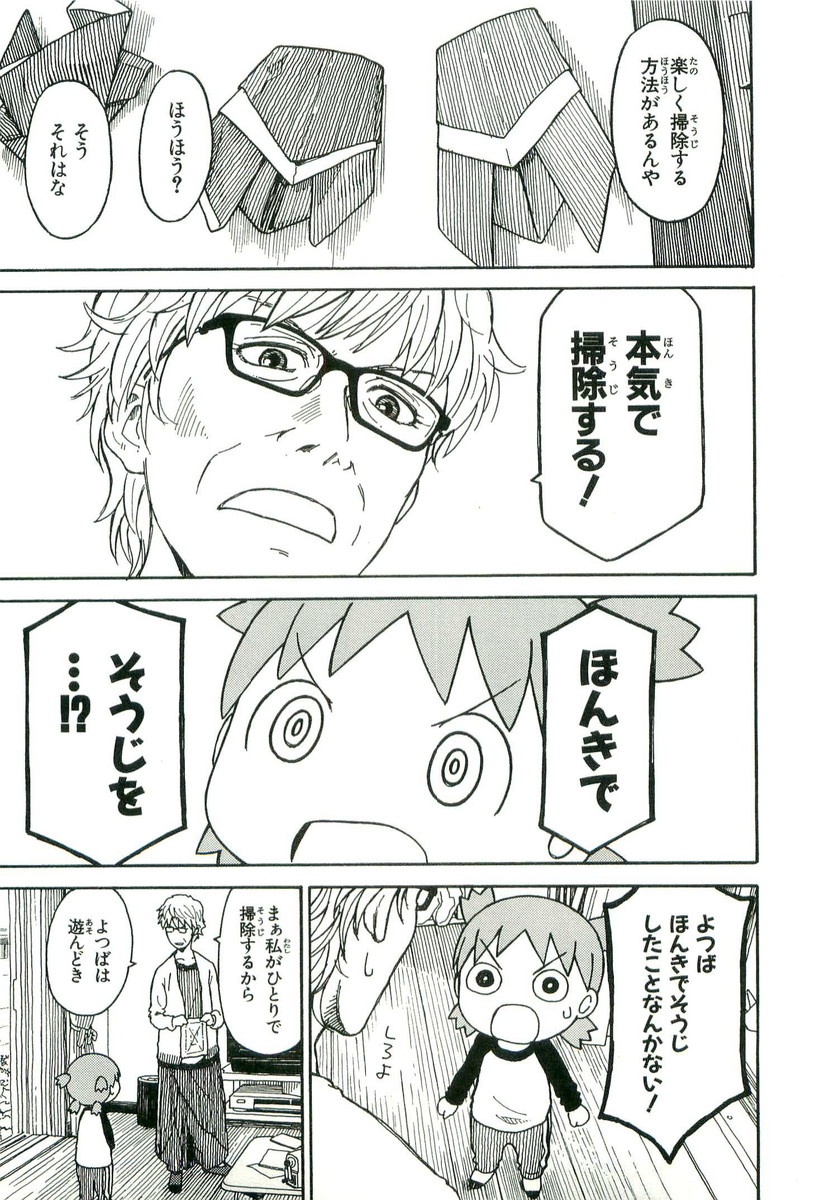 楽しく掃除する
方法があるんや
ほうほう?
そう
それはな
本気で
掃除する!
ほんきで
そうじを
…!?
よつば
ほんきでそうじ
したことなんかない!
しろよ
まぁ私がひとりで
掃除するから
よつばは
遊んどき